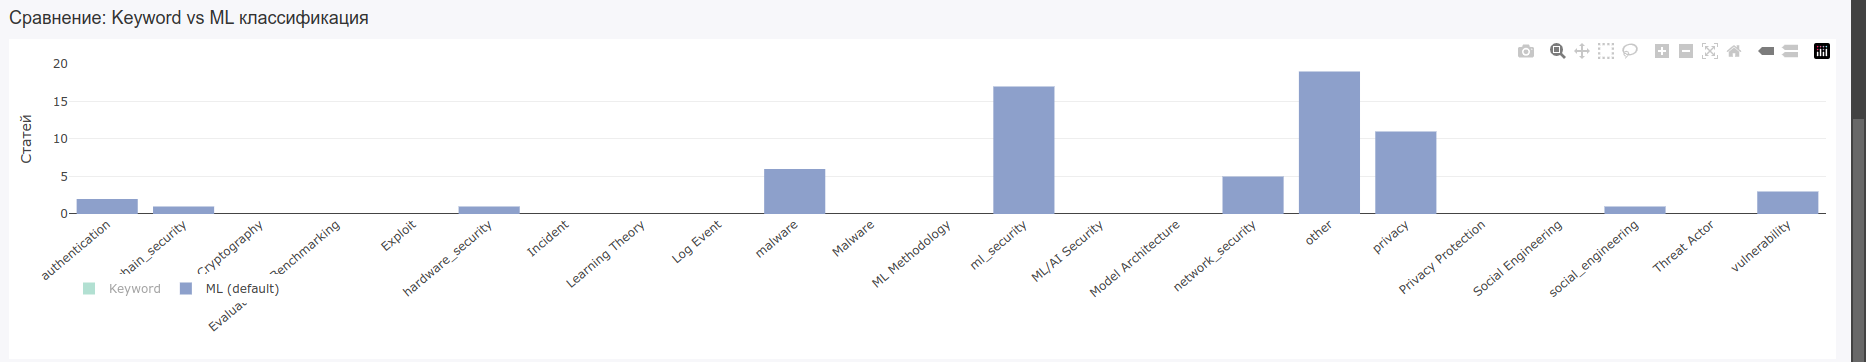 Сравнение: Keyword vs ML классификация
20
15
10
5
0
Статей
authentication
hain_security
Cryptography
Benchmarking
Exploit
hardware_security
Incident
Learning Theory
Log Event
malware
Malware
ML Methodology
ml_security
ML/AI Security
Model Architecture
network_security
other
privacy
Privacy Protection
Social Engineering
social_engineering
Threat Actor
vulnerability
Keyword
ML (default)